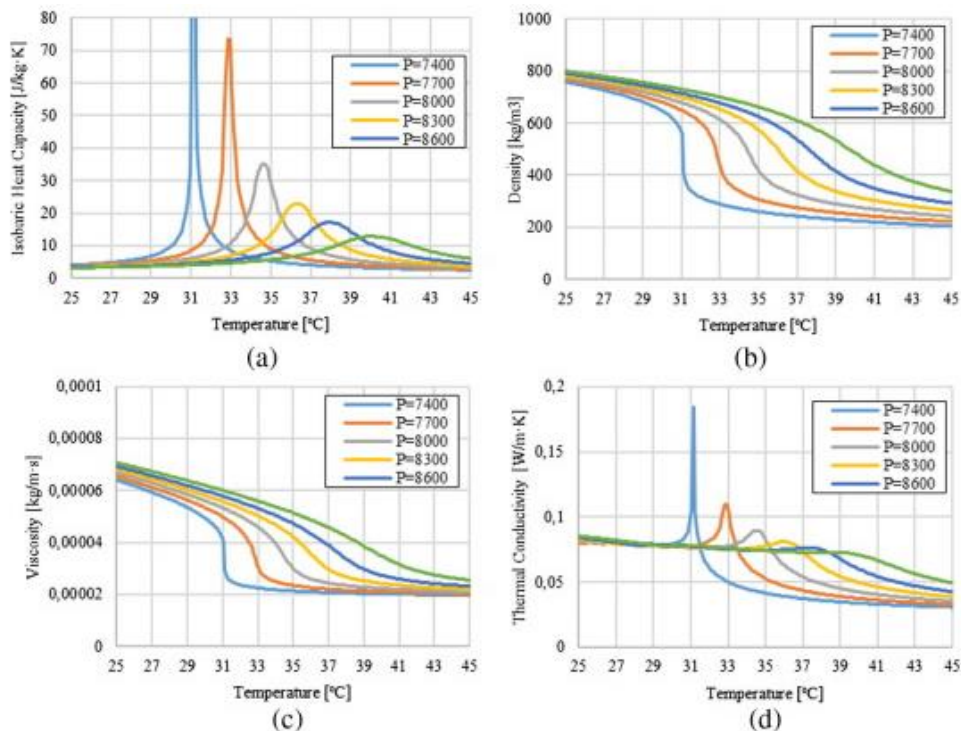 80
70
60
50
40
30
20
10
0
Isobaric Heat Capacity [J/kg·K]
P=7400
P=7700
P=8000
P=8300
P=8600
25 27 29 31 33 35 37 39 41 43 45
Temperature [ºC]
(a)
1000
800
600
400
200
0
Density [kg/m3]
P=7400
P=7700
P=8000
P=8300
P=8600
25 27 29 31 33 35 37 39 41 43 45
Temperature [ºC]
(b)
0,0001
0,00008
0,00006
0,00004
0,00002
0
Viscosity [kg/m·s]
P=7400
P=7700
P=8000
P=8300
P=8600
25 27 29 31 33 35 37 39 41 43 45
Temperature [ºC]
(c)
0,2
0,15
0,1
0,05
0
Thermal Conductivity [W/m·K]
P=7400
P=7700
P=8000
P=8300
P=8600
25 27 29 31 33 35 37 39 41 43 45
Temperature [ºC]
(d)